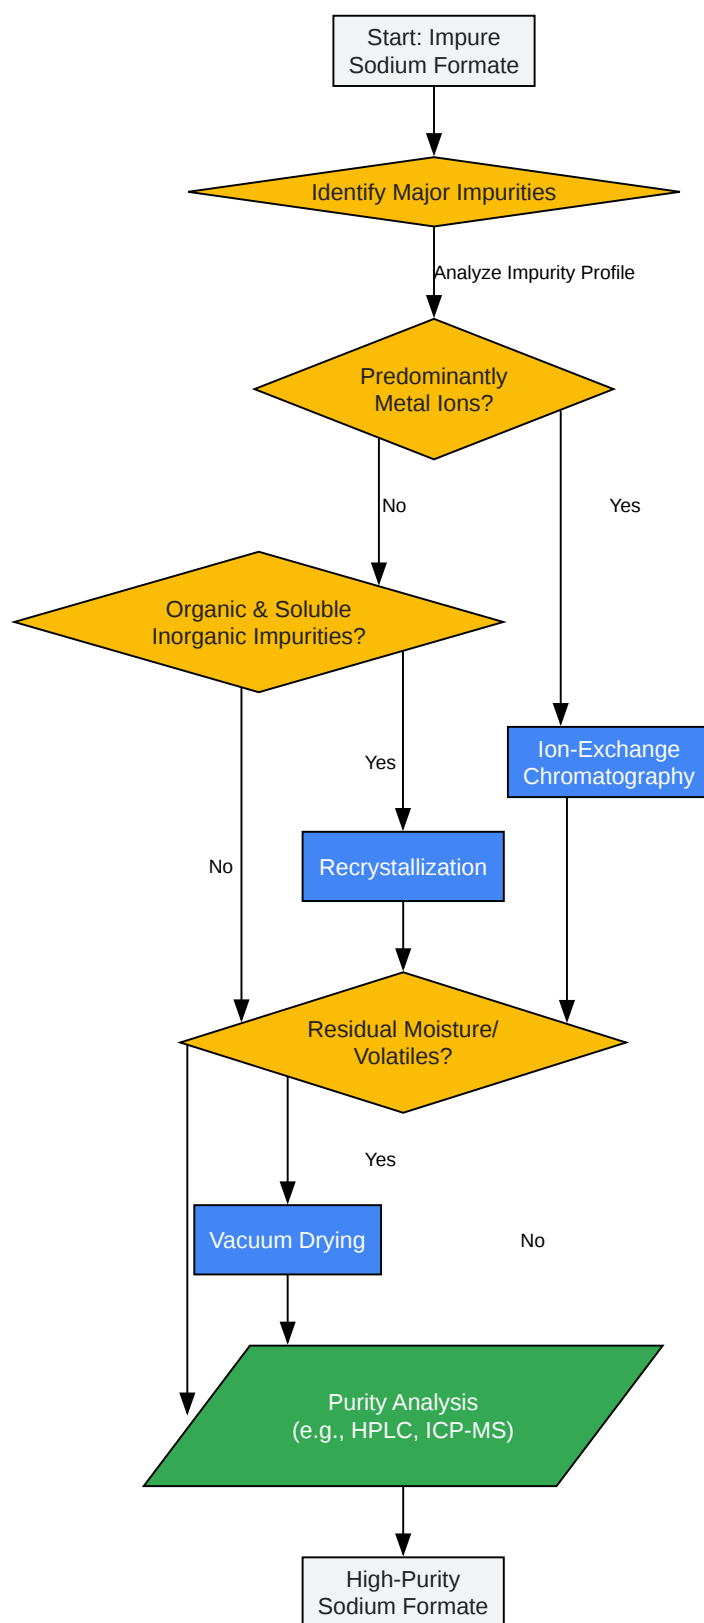 Start: Impure
Sodium Formate
Identify Major Impurities
Analyze Impurity Profile
Predominantly
Metal Ions?
No
Yes
Organic & Soluble
Inorganic Impurities?
Ion-Exchange
Chromatography
Yes
No
Recrystallization
Residual Moisture/
Volatiles?
Yes
Vacuum Drying
No
Purity Analysis
(e.g., HPLC, ICP-MS)
High-Purity
Sodium Formate